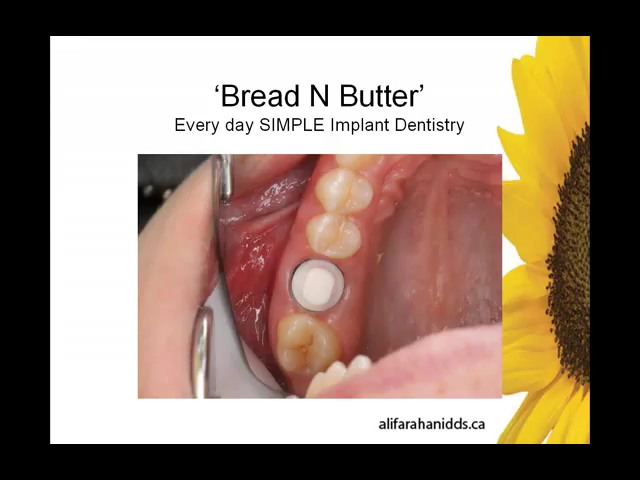 ‘Bread N Butter’
Every day SIMPLE Implant Dentistry
alifarahanidds.ca